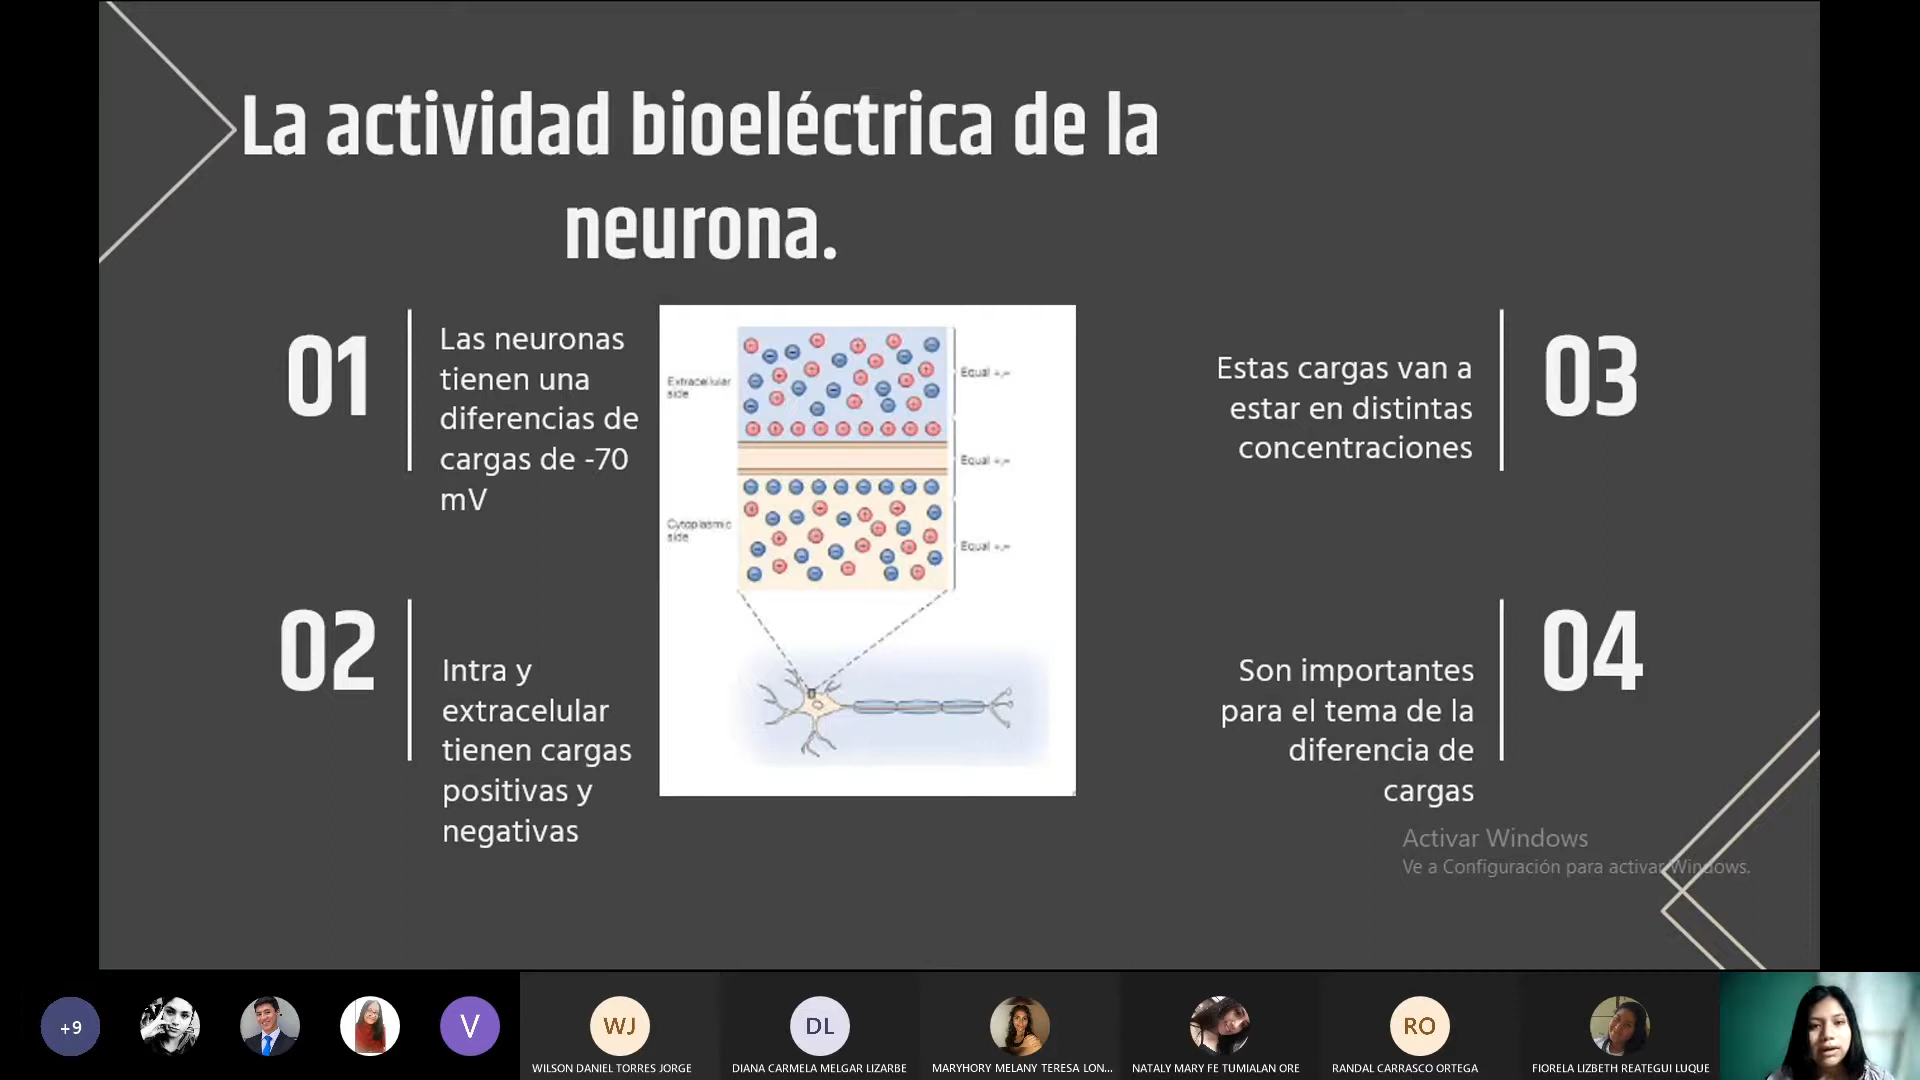 La actividad bioeléctrica de la
neurona.
01
Las neuronas
tienen una
diferencias de
cargas de -70
mV
02
Intra y
extracelular
tienen cargas
positivas y
negativas
Extracellular
side
Equal +,-
Equal +,-
Cytoplasmic
side
Equal +,-
03
Estas cargas van a
estar en distintas
concentraciones
04
Son importantes
para el tema de la
diferencia de
cargas
Activar Windows
Ve a Configuración para activar Windows.
+9
V
WJ
WILSON DANIEL TORRES JORGE
DL
DIANA CARMELA MELGAR LIZARBE
MARYHORY MELANY TERESA LON...
NATALY MARY FE TUMIALAN ORE
RO
RANDAL CARRASCO ORTEGA
FIORELA LIZBETH REATEGUI LUQUE